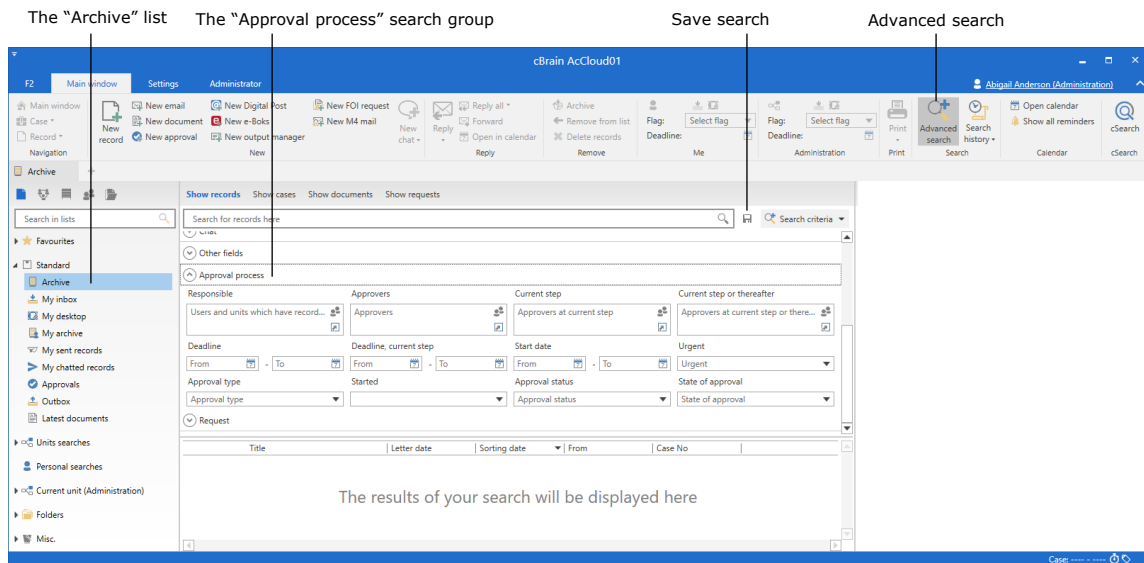 The “Archive” list
The “Approval process” search group
Save search
Advanced search
cBrain AcCloud01
F2 Main window Settings Administrator
Abigail Anderson (Administration)
Main window
Case
Record
Navigation
New record
New email
New document
New approval
New Digital Post
New e-Boks
New output manager
New FOI request
New M4 mail
New
New chat
Reply
Reply all
Forward
Open in calendar
Reply
Archive
Remove from list
Delete records
Remove
Flag: Select flag
Deadline:
Me
Flag: Select flag
Deadline:
Administration
Print
Print
Advanced search
Search history
Search
Open calendar
Show all reminders
Calendar
cSearch
cSearch
Archive
Show records Show cases Show documents Show requests
Search in lists
Search for records here
Search criteria
Favourites
Standard
Archive
My inbox
My desktop
My archive
My sent records
My chatted records
Approvals
Outbox
Latest documents
Units searches
Personal searches
Current unit (Administration)
Folders
Misc.
Chat
Other fields
Approval process
Responsible Approvers Current step Current step or thereafter
Users and units which have record... Approvers Approvers at current step Approvers at current step or there...
Deadline Deadline, current step Start date Urgent
From - To From - To From - To Urgent
Approval type Started Approval status State of approval
Approval type Approval status State of approval
Request
Title Letter date Sorting date From Case No
The results of your search will be displayed here
Case: ---- - ----